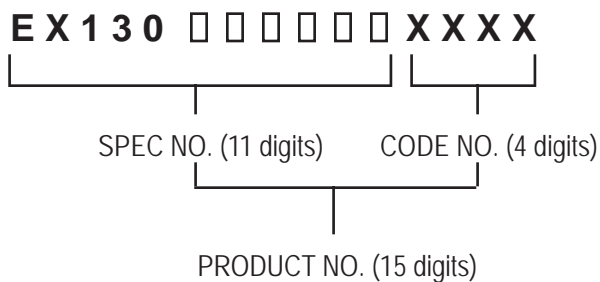 EX130 □□□□□□ XXXX
SPEC NO. (11 digits) CODE NO. (4 digits)
PRODUCT NO. (15 digits)